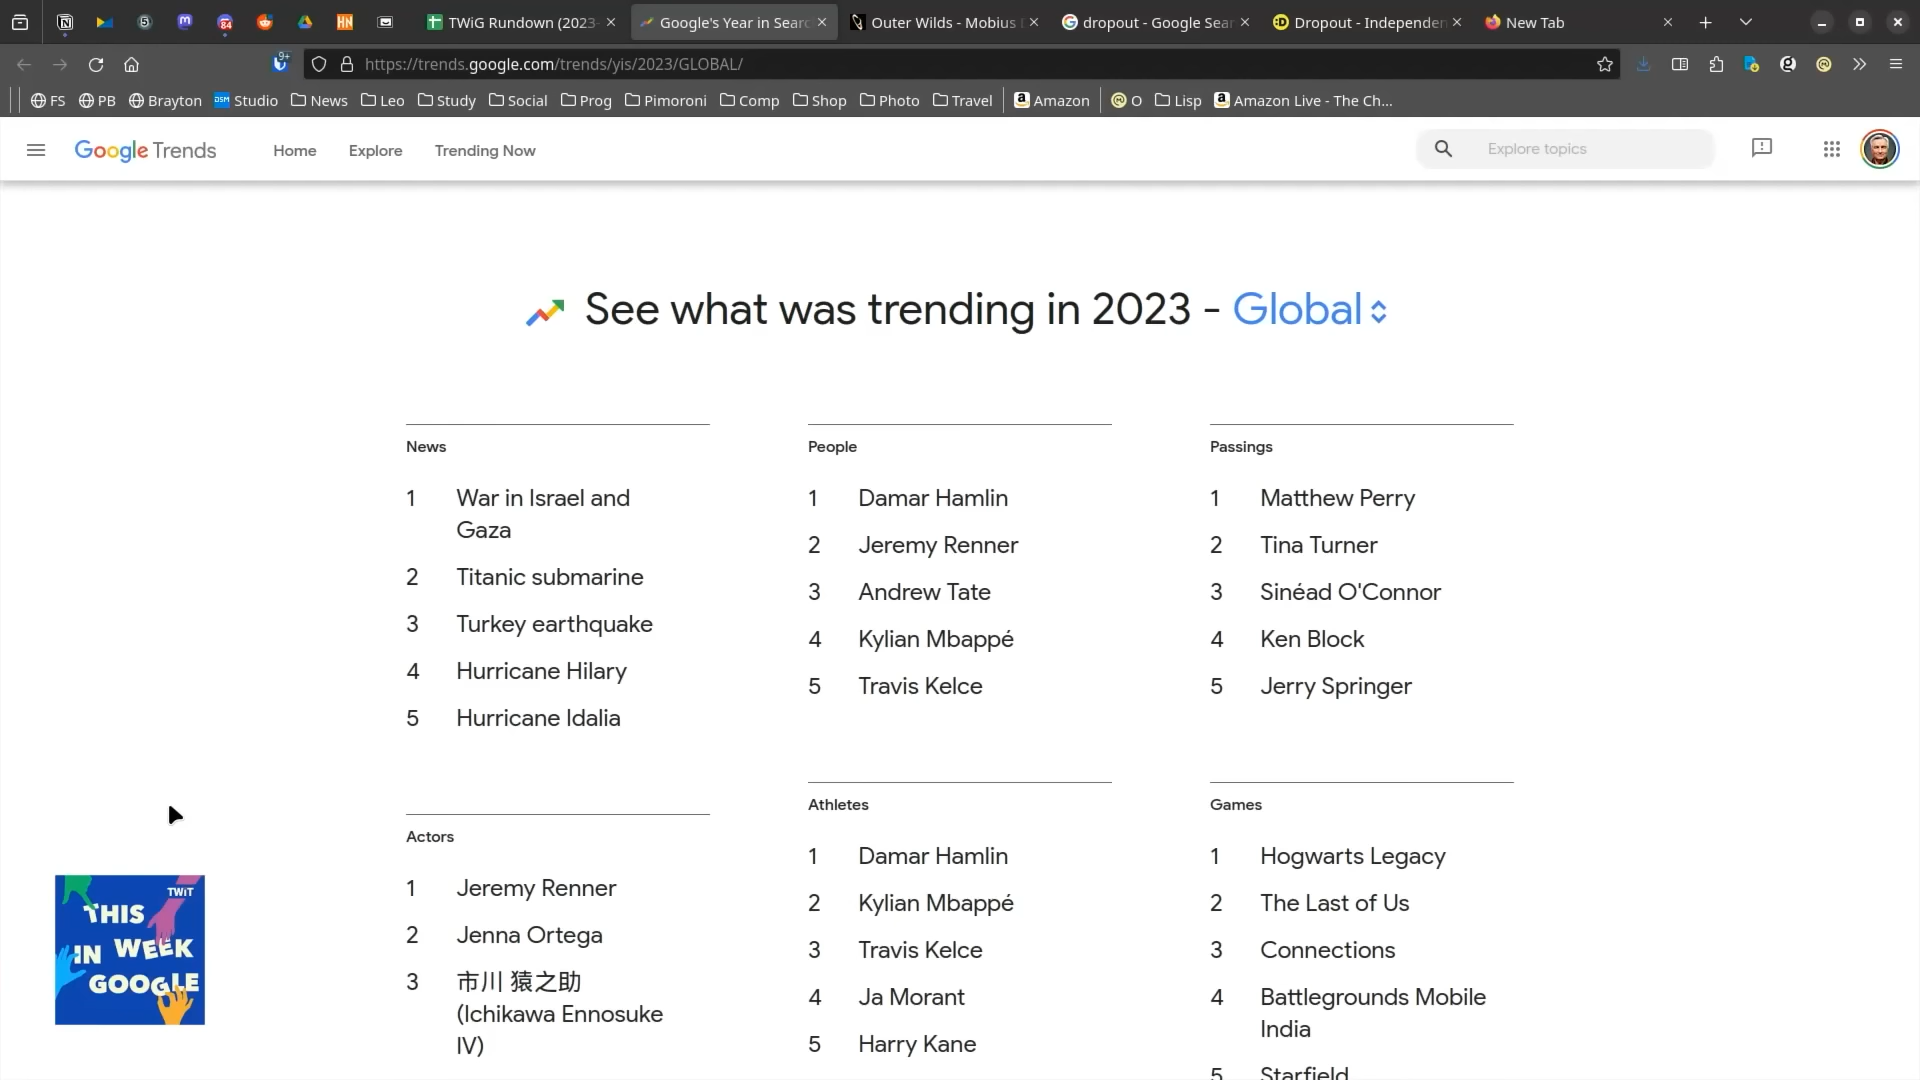 TWiG Rundown (2023-
Google's Year in Searc
Outer Wilds - Mobius
dropout - Google Sear
Dropout - Independen
New Tab
https://trends.google.com/trends/yis/2023/GLOBAL/
FS
PB
Brayton
DSM Studio
News
Leo
Study
Social
Prog
Pimoroni
Comp
Shop
Photo
Travel
Amazon
O
Lisp
Amazon Live - The Ch...
Google Trends
Home
Explore
Trending Now
Explore topics
See what was trending in 2023 - Global
News
1 War in Israel and
Gaza
2 Titanic submarine
3 Turkey earthquake
4 Hurricane Hilary
5 Hurricane Idalia
People
1 Damar Hamlin
2 Jeremy Renner
3 Andrew Tate
4 Kylian Mbappé
5 Travis Kelce
Passings
1 Matthew Perry
2 Tina Turner
3 Sinéad O'Connor
4 Ken Block
5 Jerry Springer
Actors
1 Jeremy Renner
2 Jenna Ortega
3 市川 猿之助
(Ichikawa Ennosuke
IV)
Athletes
1 Damar Hamlin
2 Kylian Mbappé
3 Travis Kelce
4 Ja Morant
5 Harry Kane
Games
1 Hogwarts Legacy
2 The Last of Us
3 Connections
4 Battlegrounds Mobile
India
5 Starfield
TWiT
THIS
IN WEEK
GOOGLE